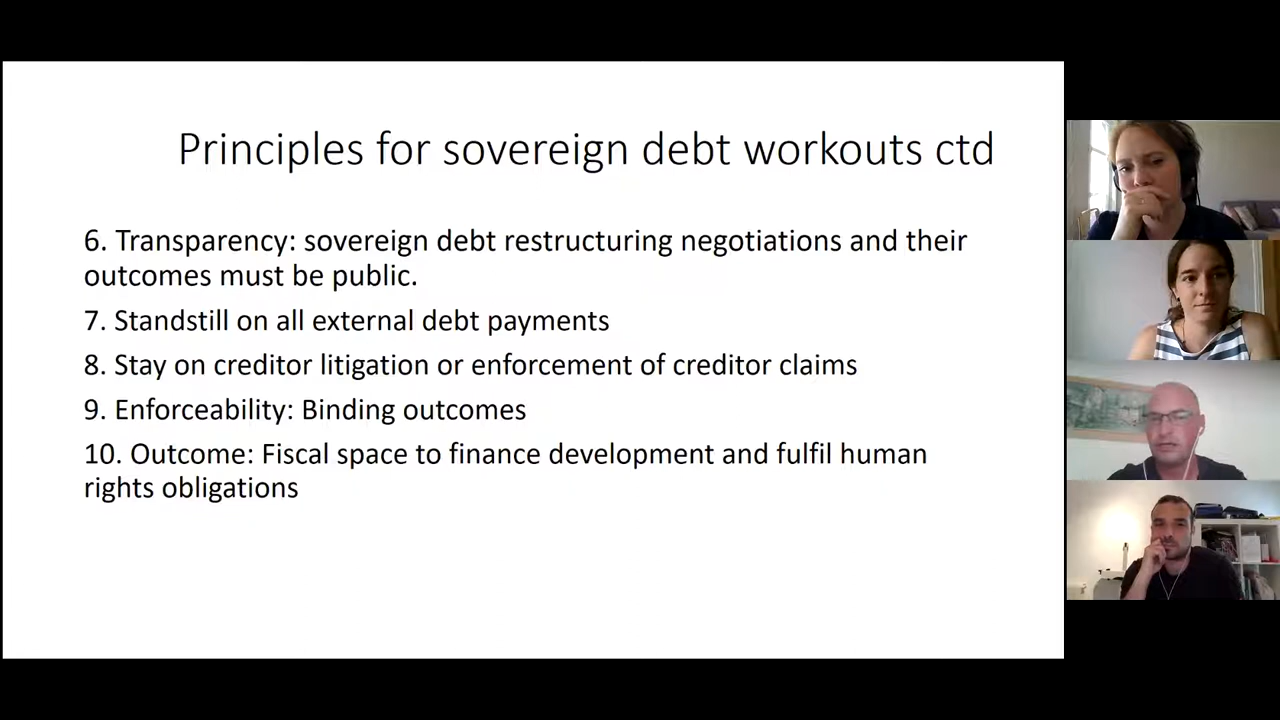 Principles for sovereign debt workouts ctd
6. Transparency: sovereign debt restructuring negotiations and their
outcomes must be public.
7. Standstill on all external debt payments
8. Stay on creditor litigation or enforcement of creditor claims
9. Enforceability: Binding outcomes
10. Outcome: Fiscal space to finance development and fulfil human
rights obligations